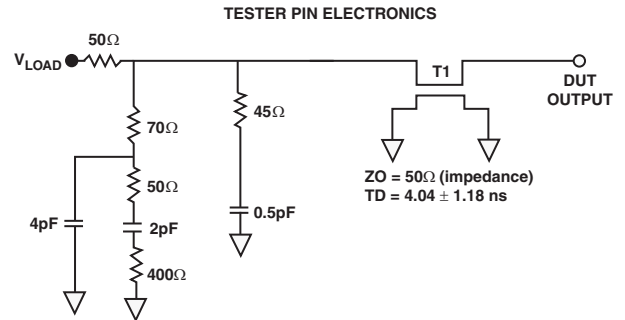 TESTER PIN ELECTRONICS
50Ω
V_LOAD
T1
DUT
OUTPUT
70Ω
45Ω
50Ω
ZO = 50Ω (impedance)
TD = 4.04 ± 1.18 ns
4pF
2pF
0.5pF
400Ω